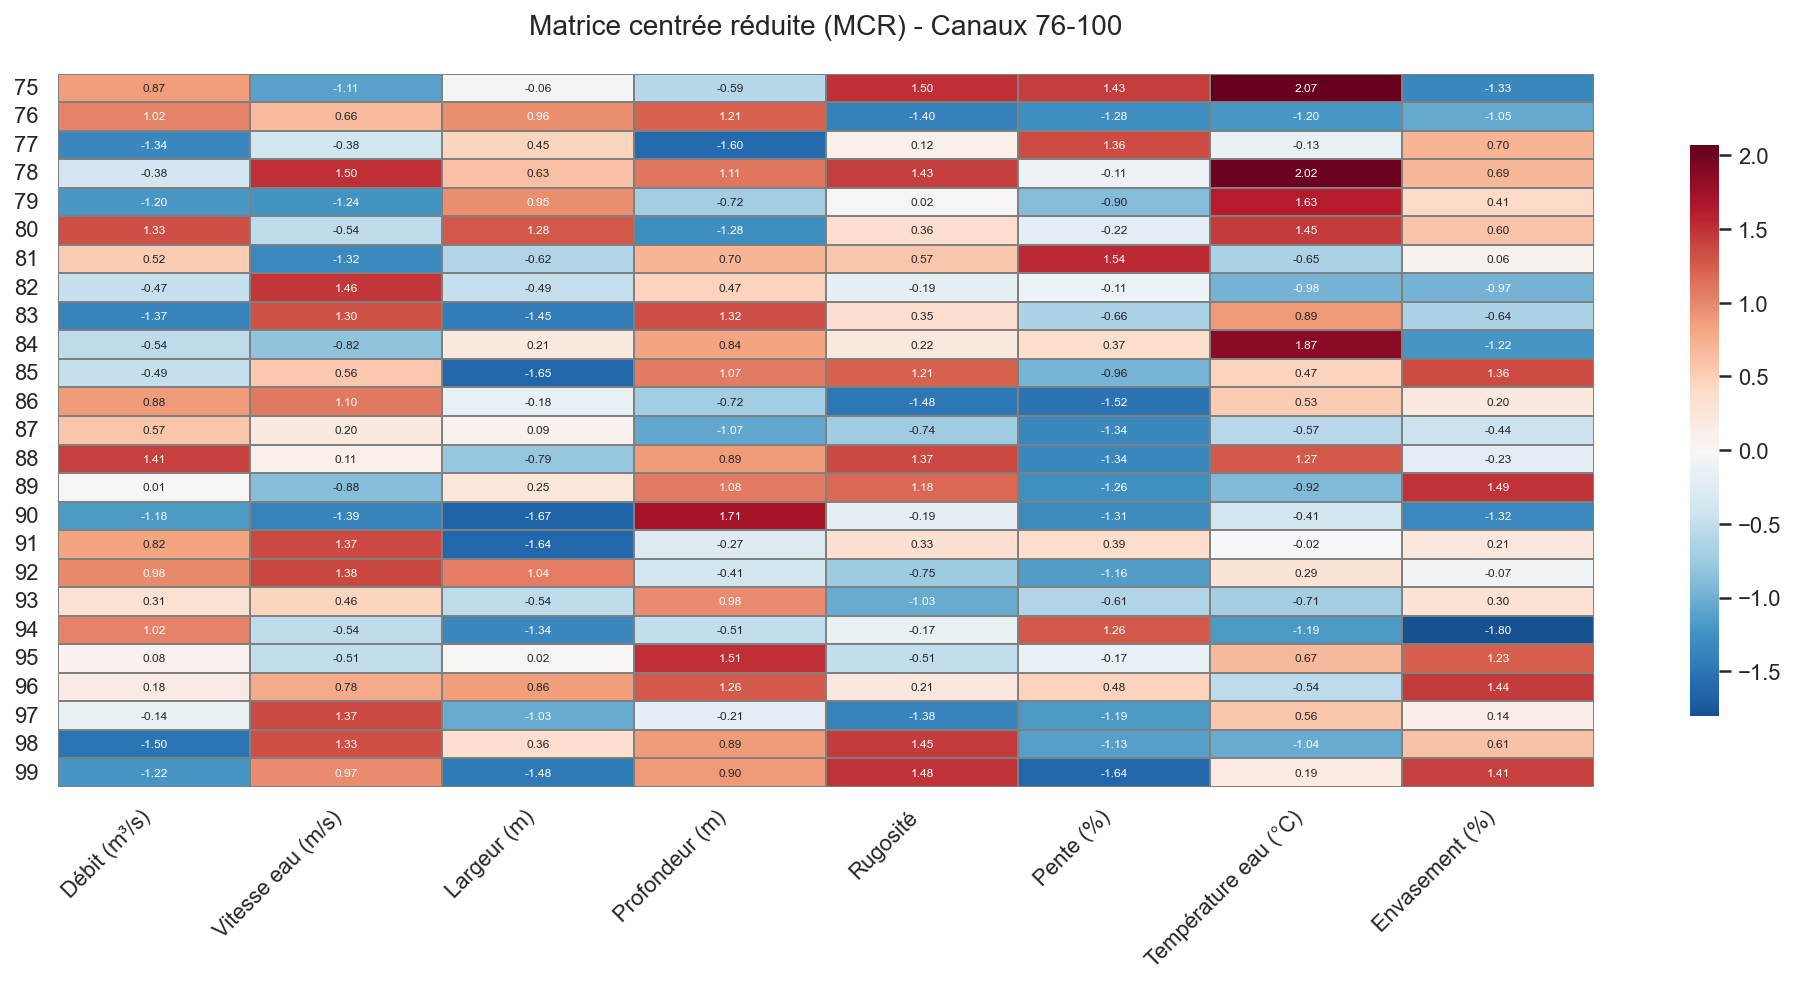 Matrice centrée réduite (MCR) - Canaux 76-100
75 0.87 -1.11 -0.06 -0.59 1.50 1.43 2.07 -1.33
76 1.02 0.66 0.96 1.21 -1.40 -1.28 -1.20 -1.05
77 -1.34 -0.38 0.45 -1.60 0.12 1.36 -0.13 0.70
78 -0.38 1.50 0.63 1.11 1.43 -0.11 2.02 0.69
79 -1.20 -1.24 0.95 -0.72 0.02 -0.90 1.63 0.41
80 1.33 -0.54 1.28 -1.28 0.36 -0.22 1.45 0.60
81 0.52 -1.32 -0.62 0.70 0.57 1.54 -0.65 0.06
82 -0.47 1.46 -0.49 0.47 -0.19 -0.11 -0.98 -0.97
83 -1.37 1.30 -1.45 1.32 0.35 -0.66 0.89 -0.64
84 -0.54 -0.82 0.21 0.84 0.22 0.37 1.87 -1.22
85 -0.49 0.56 -1.65 1.07 1.21 -0.96 0.47 1.36
86 0.88 1.10 -0.18 -0.72 -1.48 -1.52 0.53 0.20
87 0.57 0.20 0.09 -1.07 -0.74 -1.34 -0.57 -0.44
88 1.41 0.11 -0.79 0.89 1.37 -1.34 1.27 -0.23
89 0.01 -0.88 0.25 1.08 1.18 -1.26 -0.92 1.49
90 -1.18 -1.39 -1.67 1.71 -0.19 -1.31 -0.41 -1.32
91 0.82 1.37 -1.64 -0.27 0.33 0.39 -0.02 0.21
92 0.98 1.38 1.04 -0.41 -0.75 -1.16 0.29 -0.07
93 0.31 0.46 -0.54 0.98 -1.03 -0.61 -0.71 0.30
94 1.02 -0.54 -1.34 -0.51 -0.17 1.26 -1.19 -1.80
95 0.08 -0.51 0.02 1.51 -0.51 -0.17 0.67 1.23
96 0.18 0.78 0.86 1.26 0.21 0.48 -0.54 1.44
97 -0.14 1.37 -1.03 -0.21 -1.38 -1.19 0.56 0.14
98 -1.50 1.33 0.36 0.89 1.45 -1.13 -1.04 0.61
99 -1.22 0.97 -1.48 0.90 1.48 -1.64 0.19 1.41
Débit (m³/s)
Vitesse eau (m/s)
Largeur (m)
Profondeur (m)
Rugosité
Pente (%)
Température eau (°C)
Envasement (%)
2.0
1.5
1.0
0.5
0.0
−0.5
−1.0
−1.5